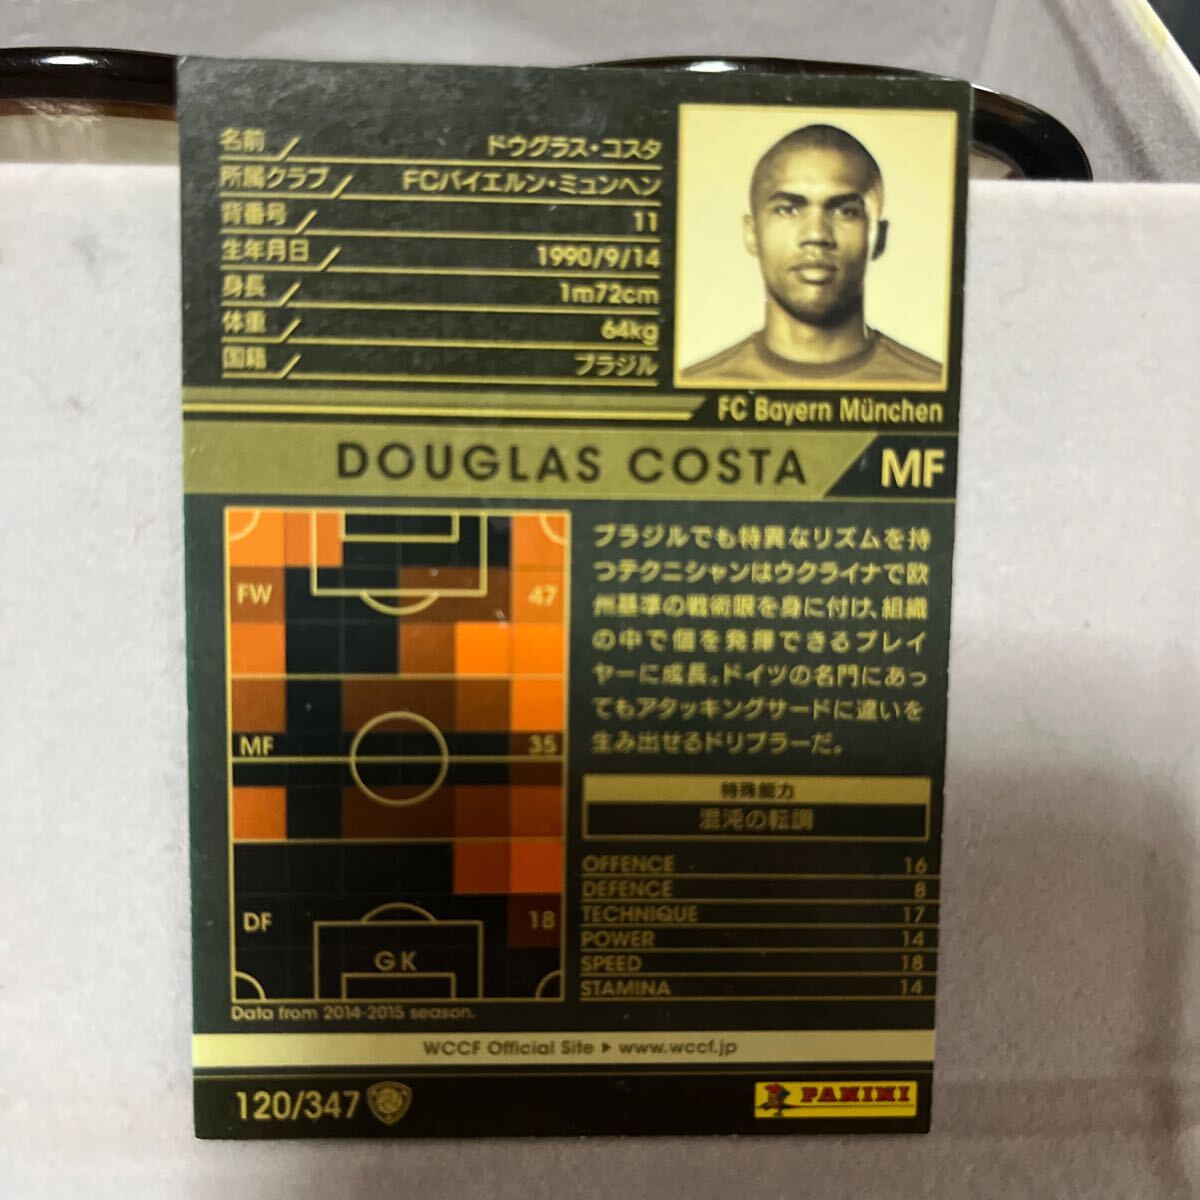 名前 ドウグラス・コスタ
所属クラブ FCバイエルン・ミュンヘン
背番号 11
生年月日 1990/9/14
身長 1m72cm
体重 64kg
国籍 ブラジル
FC Bayern München
DOUGLAS COSTA MF
FW 47
MF 35
DF 18
GK
Data from 2014-2015 season.
ブラジルでも特異なリズムを持
つテクニシャンはウクライナで欧
州基準の戦術眼を身に付け、組織
の中で個を発揮できるプレイ
ヤーに成長。ドイツの名門にあっ
てもアタッキングサードに違いを
生み出せるドリブラーだ。
特殊能力
混沌の転調
OFFENCE 16
DEFENCE 8
TECHNIQUE 17
POWER 14
SPEED 18
STAMINA 14
WCCF Official Site ▶ www.wccf.jp
120/347
PANINI